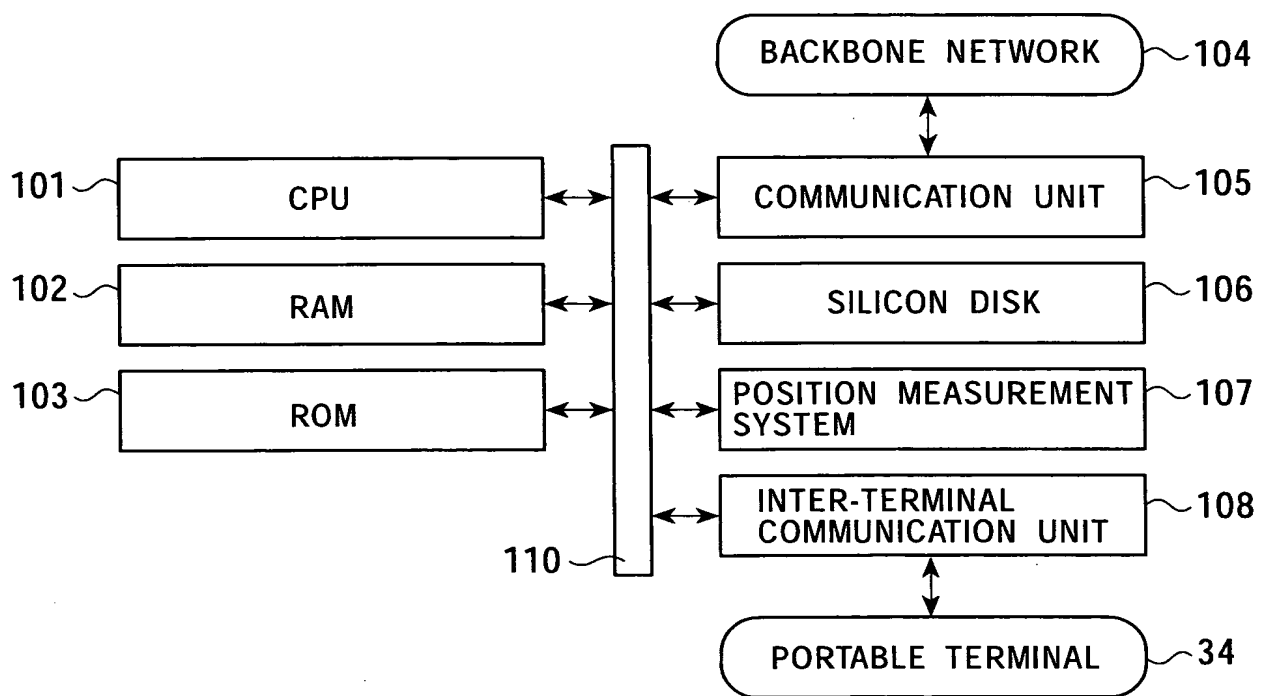 BACKBONE NETWORK
104
101
CPU
COMMUNICATION UNIT
105
102
RAM
SILICON DISK
106
103
ROM
POSITION MEASUREMENT
SYSTEM
107
INTER-TERMINAL
COMMUNICATION UNIT
108
110
PORTABLE TERMINAL
34